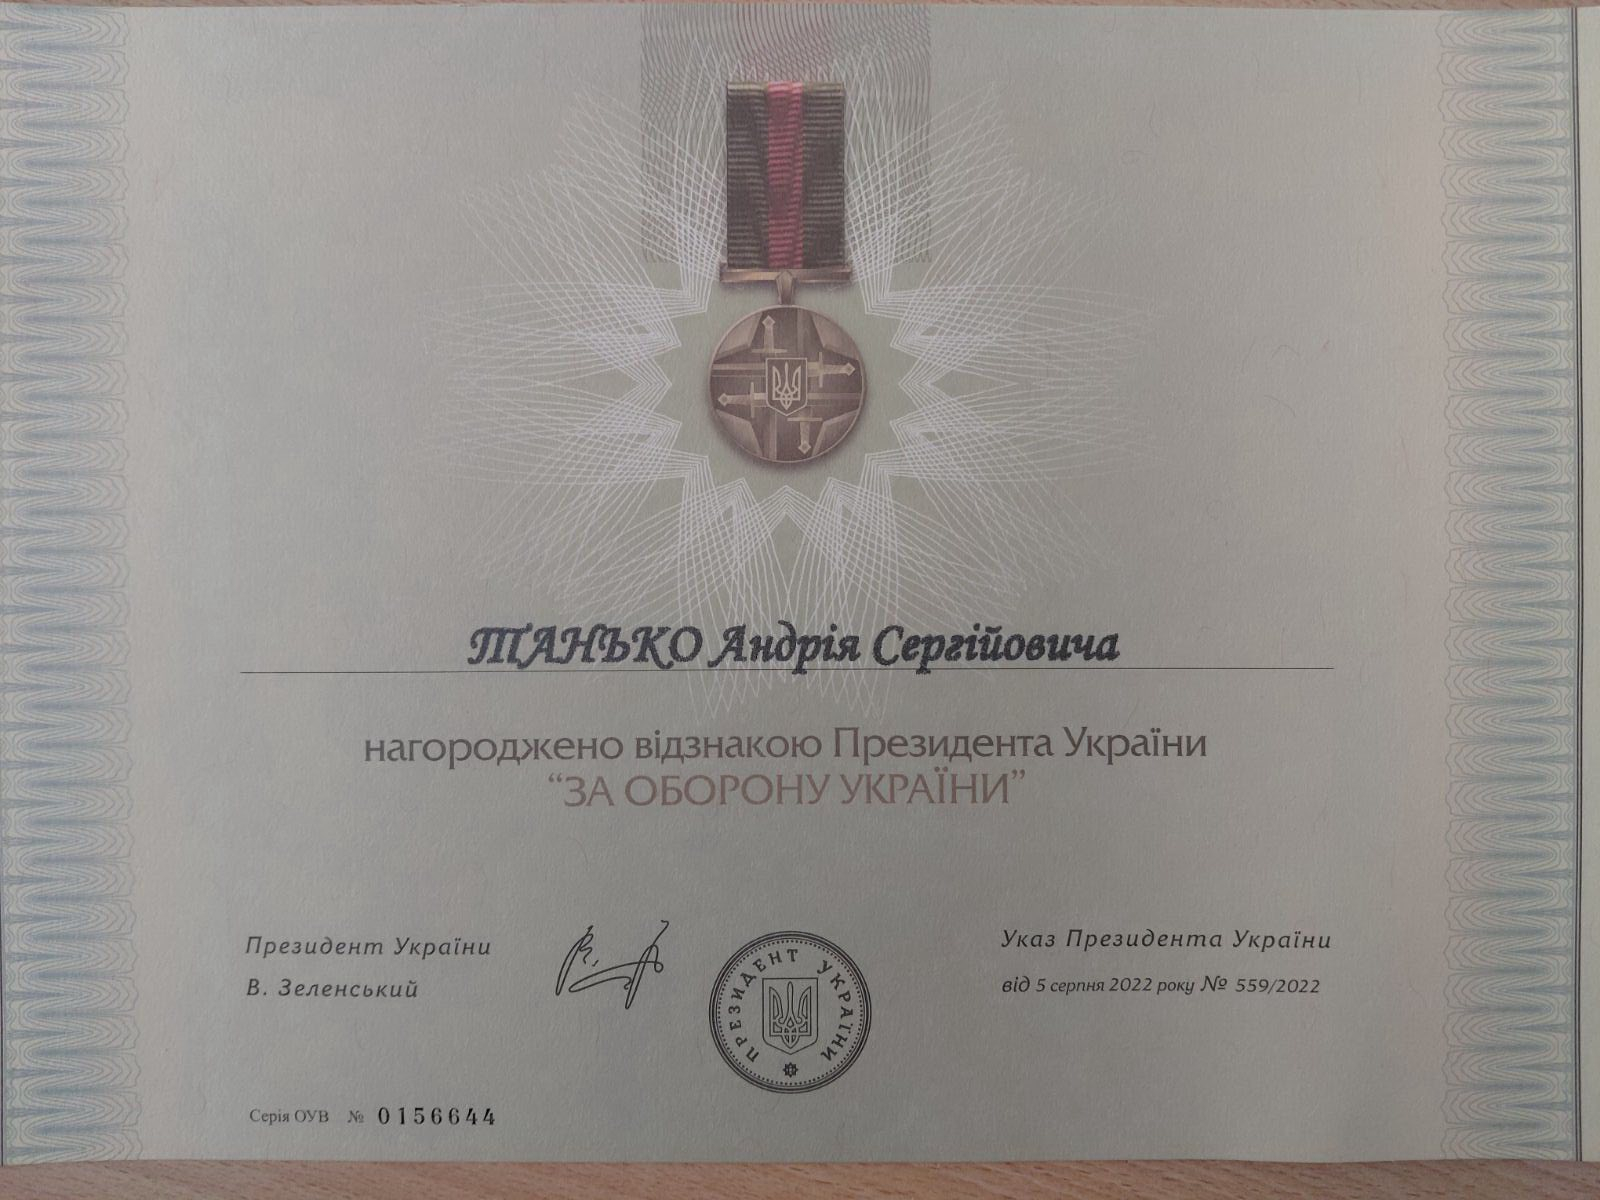 ТАНЬКО Андрія Сергійовича
нагороджено відзнакою Президента України
“ЗА ОБОРОНУ УКРАЇНИ”
Президент України
В. Зеленський
ПРЕЗИДЕНТ УКРАЇНИ
Указ Президента України
від 5 серпня 2022 року № 559/2022
Серія ОУВ № 0156644